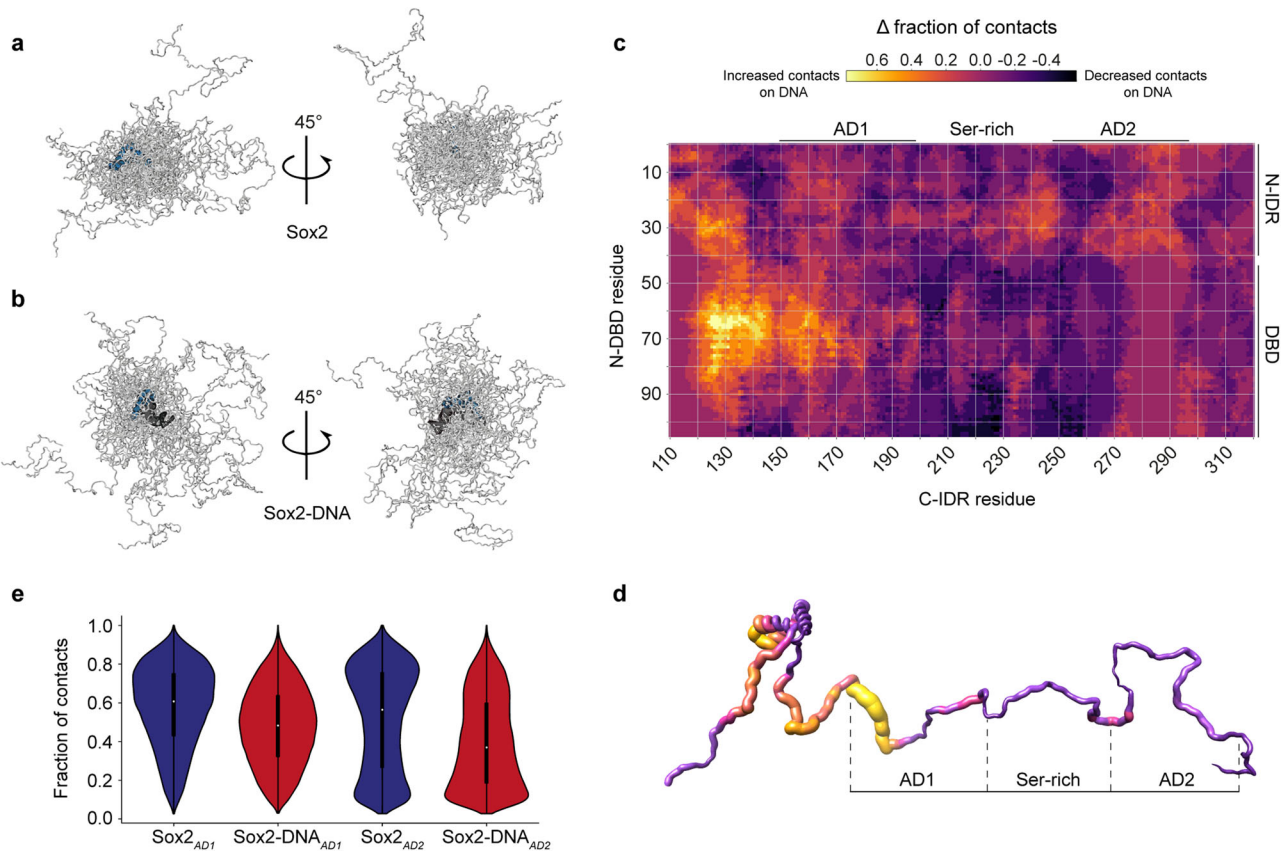 a
45°
Sox2
b
45°
Sox2-DNA
c
Δ fraction of contacts
Increased contacts on DNA
0.6 0.4 0.2 0.0 -0.2 -0.4
Decreased contacts on DNA
AD1 Ser-rich AD2
10
30
50
70
90
N-DBD residue
N-IDR
DBD
110 130 150 170 190 210 230 250 270 290 310
C-IDR residue
e
Fraction of contacts
1.0
0.8
0.6
0.4
0.2
0.0
Sox2AD1 Sox2-DNAAD1 Sox2AD2 Sox2-DNAAD2
d
AD1 Ser-rich AD2